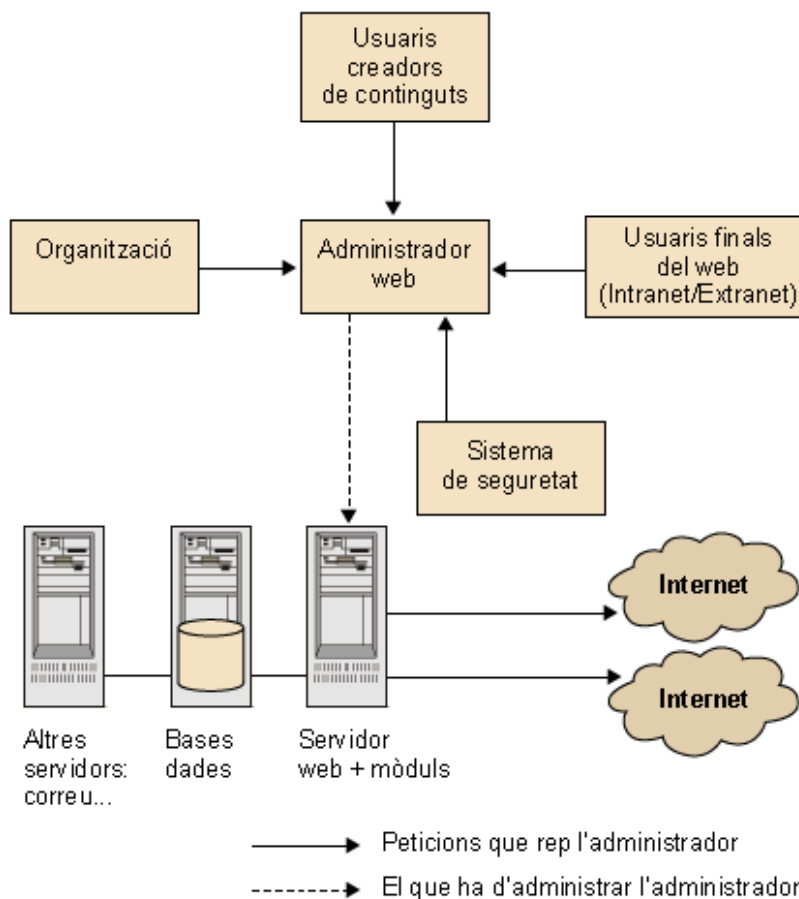 Usuaris
creadors
de continguts
Organització
Administrador
web
Usuaris finals
del web
(Intranet/Extranet)
Sistema
de seguretat
Internet
Internet
Altres
servidors:
correu...
Bases
dades
Servidor
web + mòduls
Peticions que rep l'administrador
El que ha d'administrar l'administrador